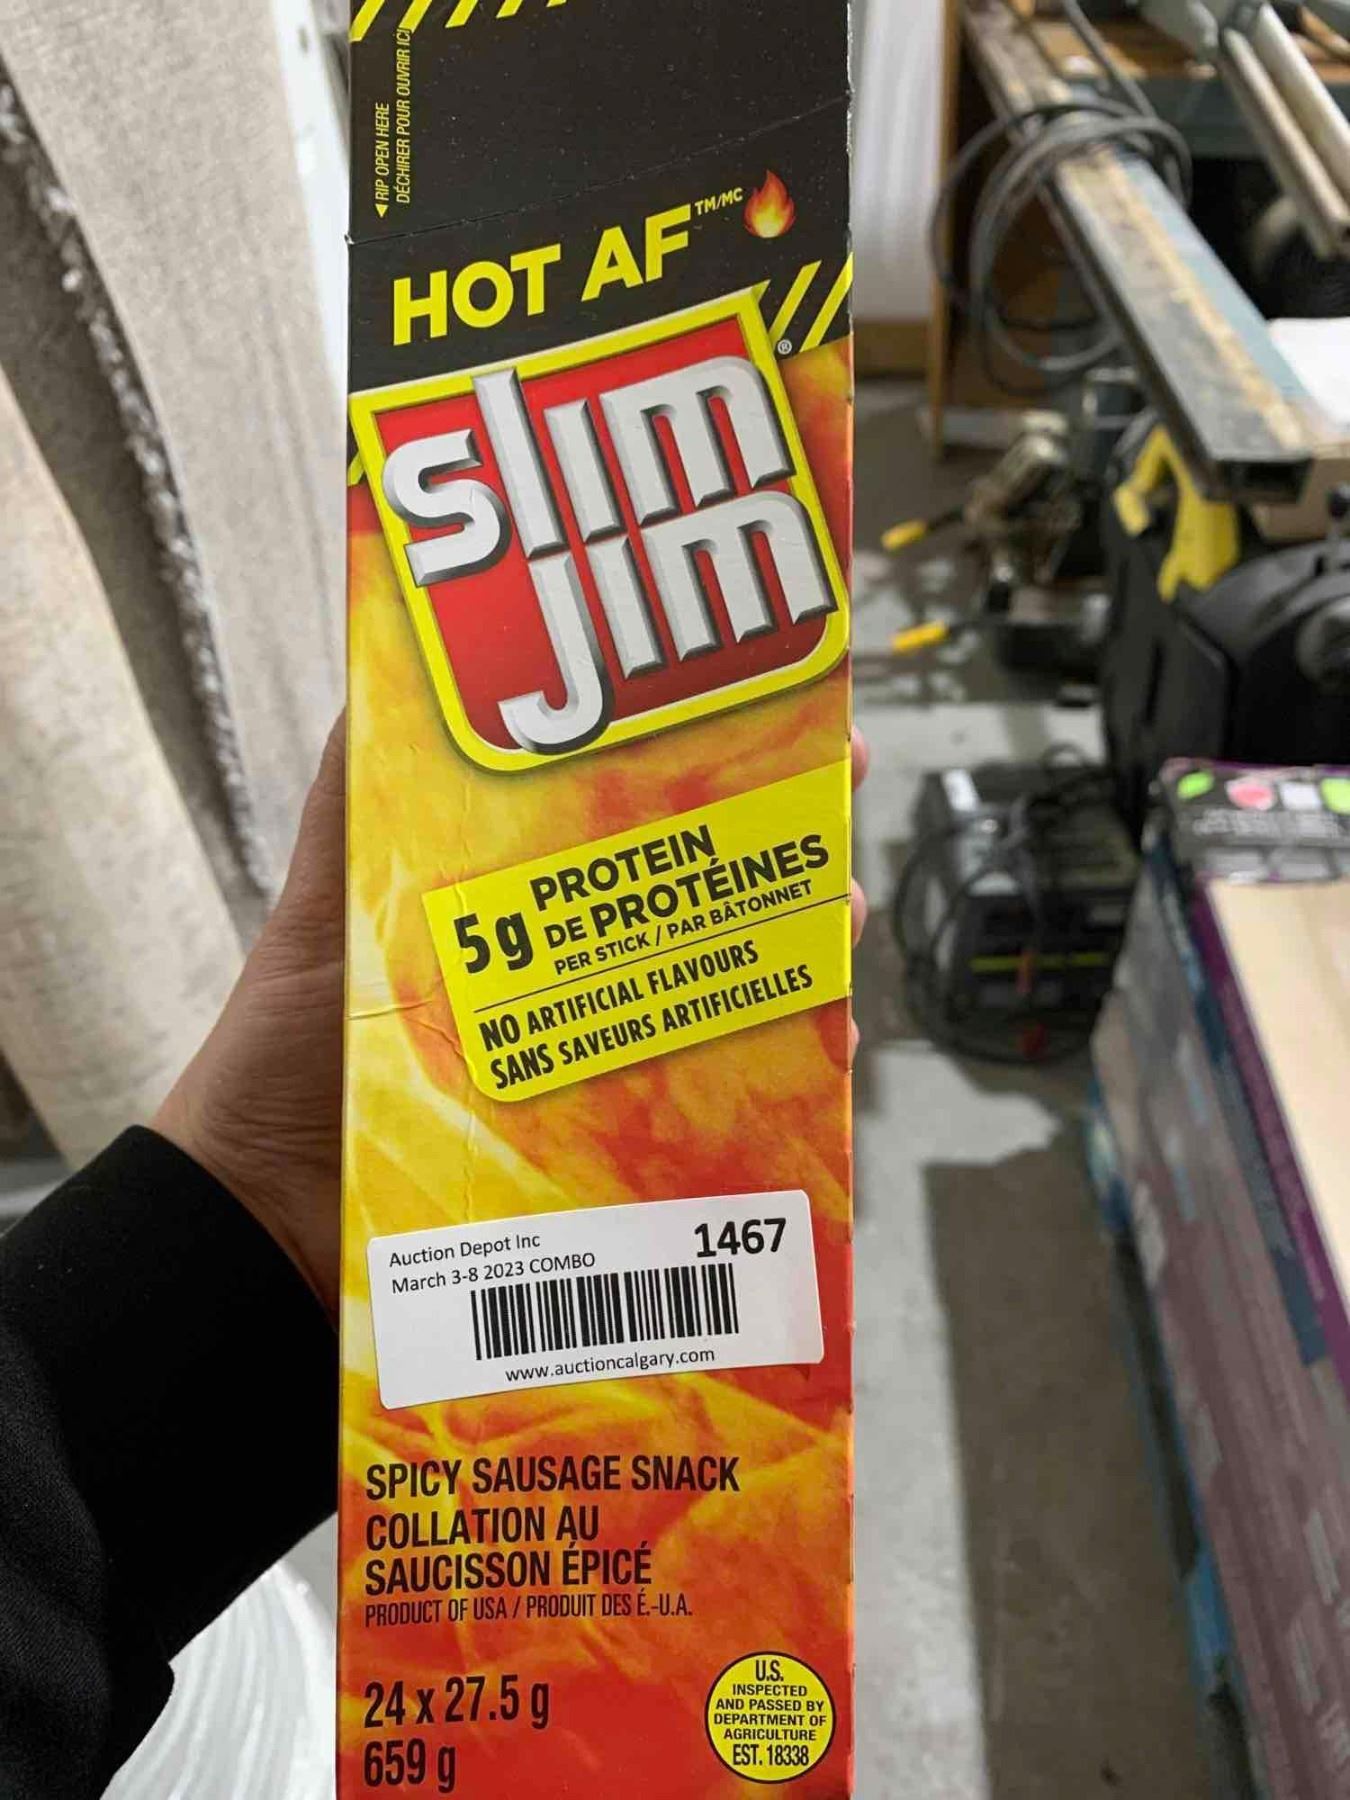 ◀ RIP OPEN HERE
DÉCHIRER POUR OUVRIR ICI
HOT AF TM/MC
slim
jim ®
5g PROTEIN
DE PROTÉINES
PER STICK / PAR BÂTONNET
NO ARTIFICIAL FLAVOURS
SANS SAVEURS ARTIFICIELLES
Auction Depot Inc 1467
March 3-8 2023 COMBO
www.auctioncalgary.com
SPICY SAUSAGE SNACK
COLLATION AU
SAUCISSON ÉPICÉ
PRODUCT OF USA / PRODUIT DES É.-U.A.
24 x 27.5 g
659 g
U.S.
INSPECTED
AND PASSED BY
DEPARTMENT OF
AGRICULTURE
EST. 18338